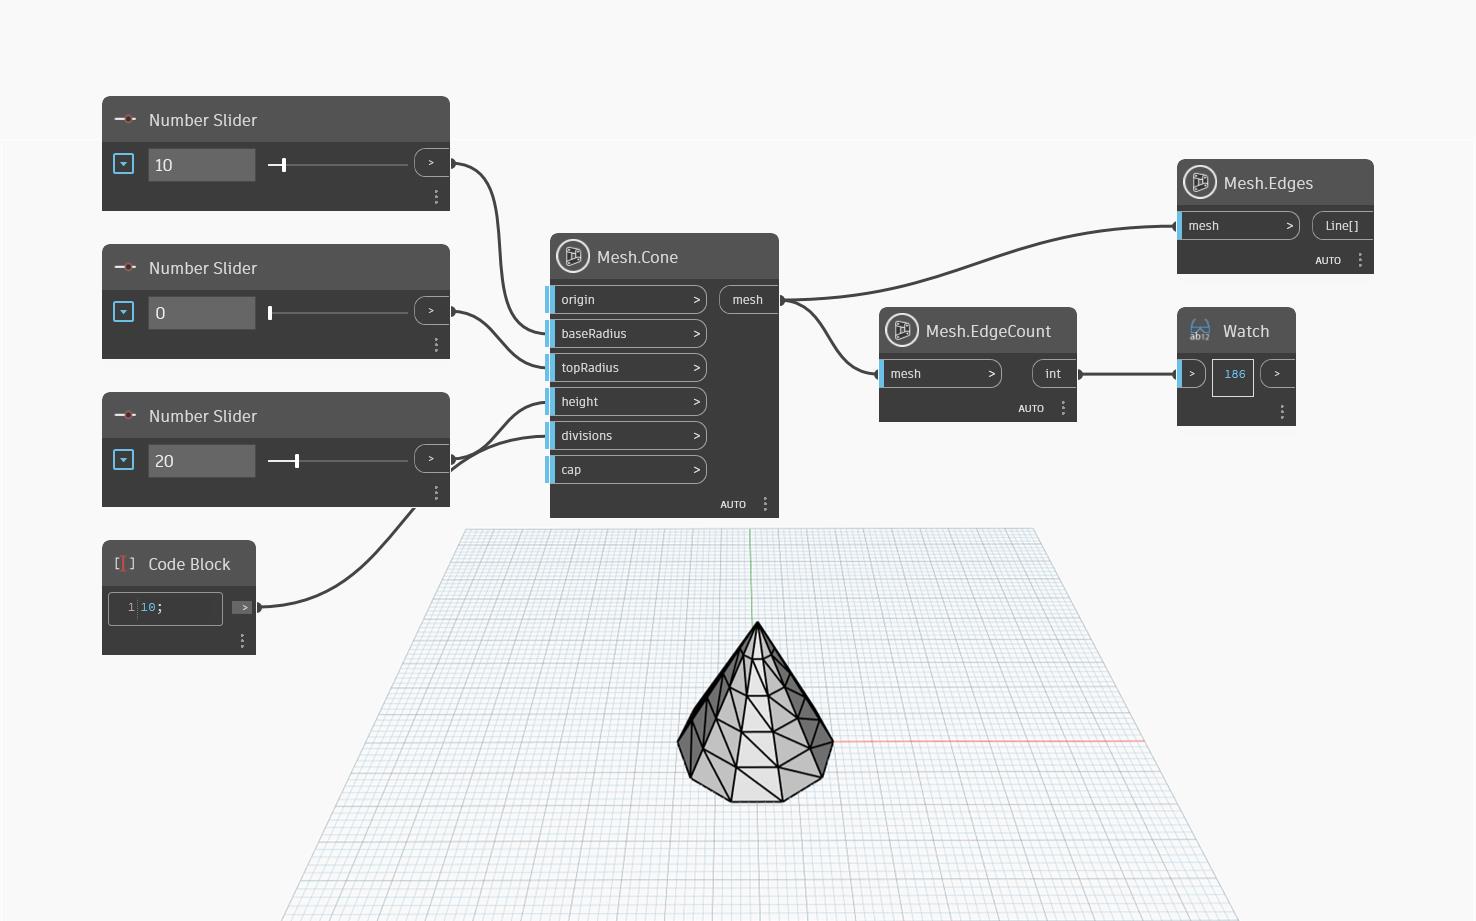 Number Slider
10
>
Number Slider
0
>
Number Slider
20
>
Code Block
1 10;
>
Mesh.Cone
origin >
mesh
baseRadius >
topRadius >
height >
divisions >
cap >
AUTO
Mesh.EdgeCount
mesh >
int
AUTO
Mesh.Edges
mesh >
Line[]
AUTO
ab12
Watch
> 186 >